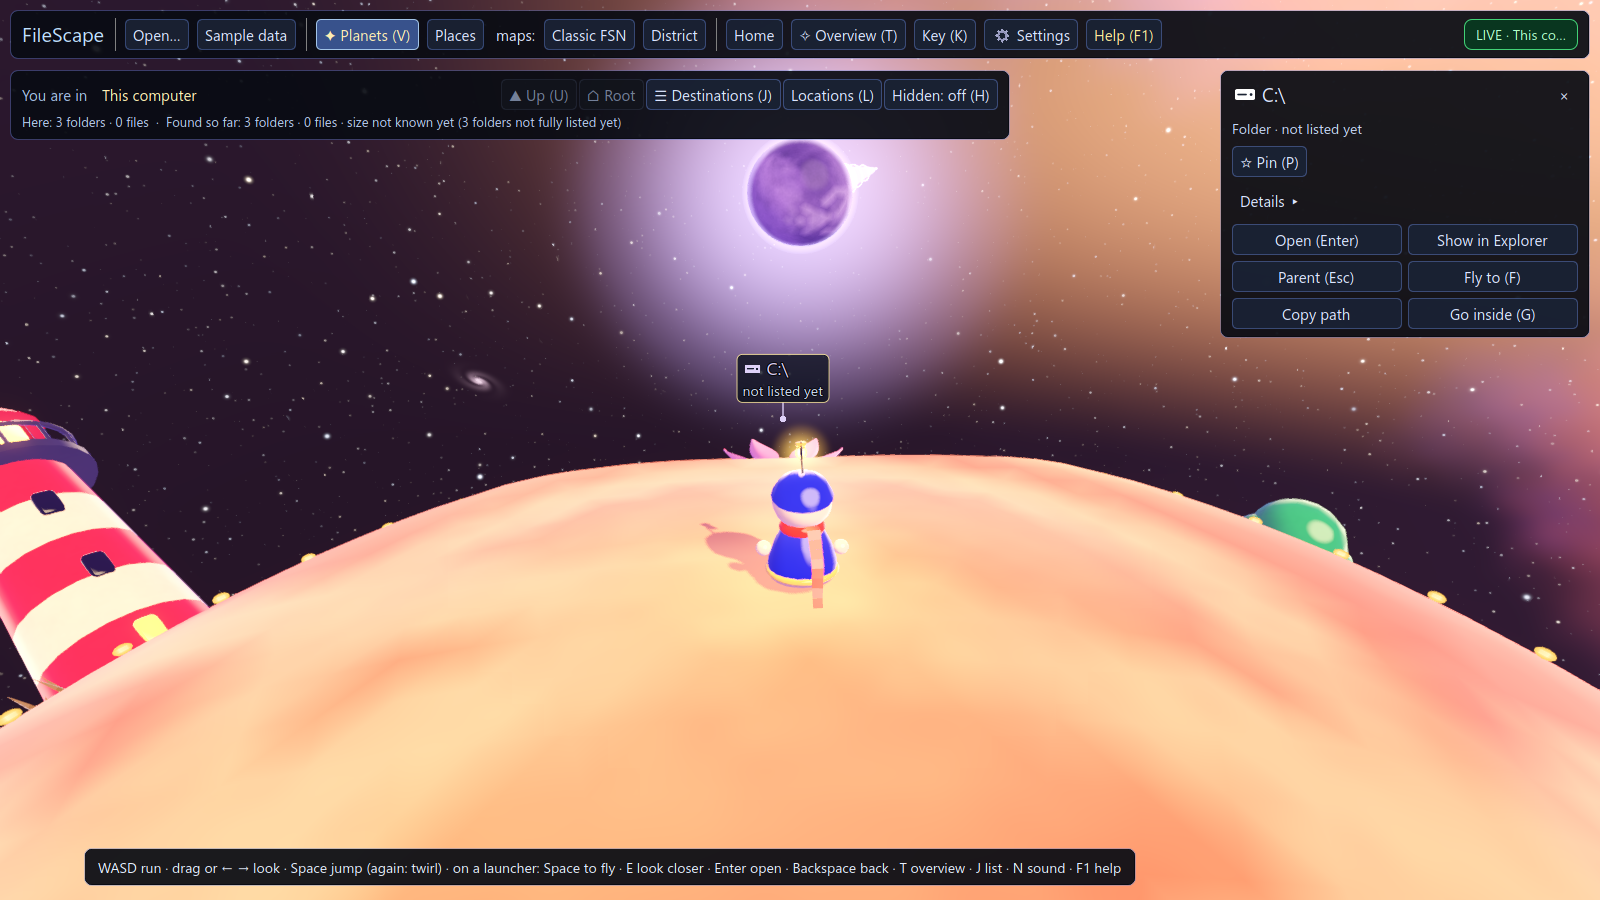 FileScape Open... Sample data ✦ Planets (V) Places maps: Classic FSN District Home ✧ Overview (T) Key (K) ⚙ Settings Help (F1) LIVE · This co...
You are in This computer ▲ Up (U) ⌂ Root ☰ Destinations (J) Locations (L) Hidden: off (H)
Here: 3 folders · 0 files · Found so far: 3 folders · 0 files · size not known yet (3 folders not fully listed yet)
C:\ ×
Folder · not listed yet
☆ Pin (P)
Details ▸
Open (Enter) Show in Explorer
Parent (Esc) Fly to (F)
Copy path Go inside (G)
C:\
not listed yet
WASD run · drag or ← → look · Space jump (again: twirl) · on a launcher: Space to fly · E look closer · Enter open · Backspace back · T overview · J list · N sound · F1 help